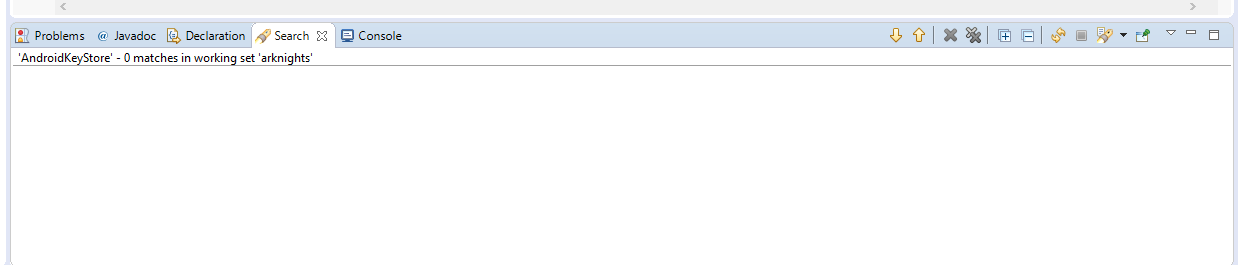 Problems @ Javadoc Declaration Search Console
'AndroidKeyStore' - 0 matches in working set 'arknights'